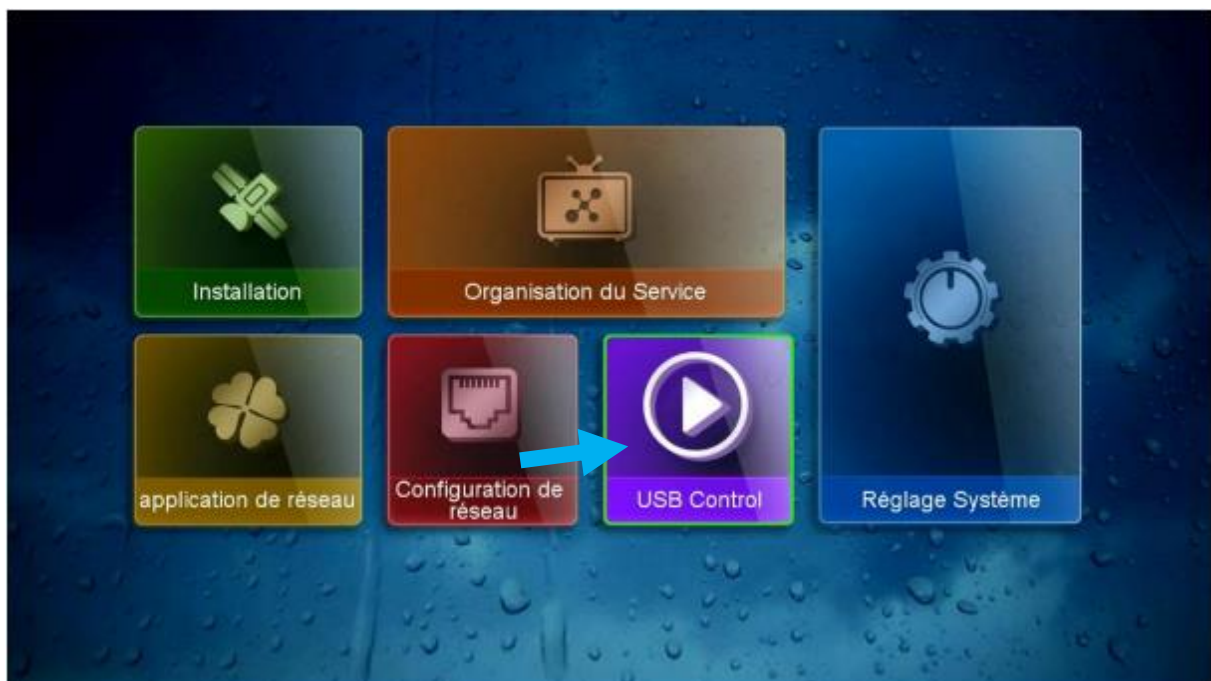 Installation
Organisation du Service
application de réseau
Configuration de
réseau
USB Control
Réglage Système